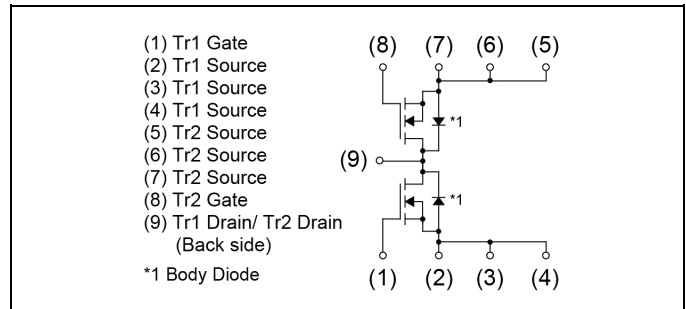 (1) Tr1 Gate
(2) Tr1 Source
(3) Tr1 Source
(4) Tr1 Source
(5) Tr2 Source
(6) Tr2 Source
(7) Tr2 Source
(8) Tr2 Gate
(9) Tr1 Drain/ Tr2 Drain
(Back side)
*1 Body Diode
(8) (7) (6) (5)
*1
(9)
*1
(1) (2) (3) (4)